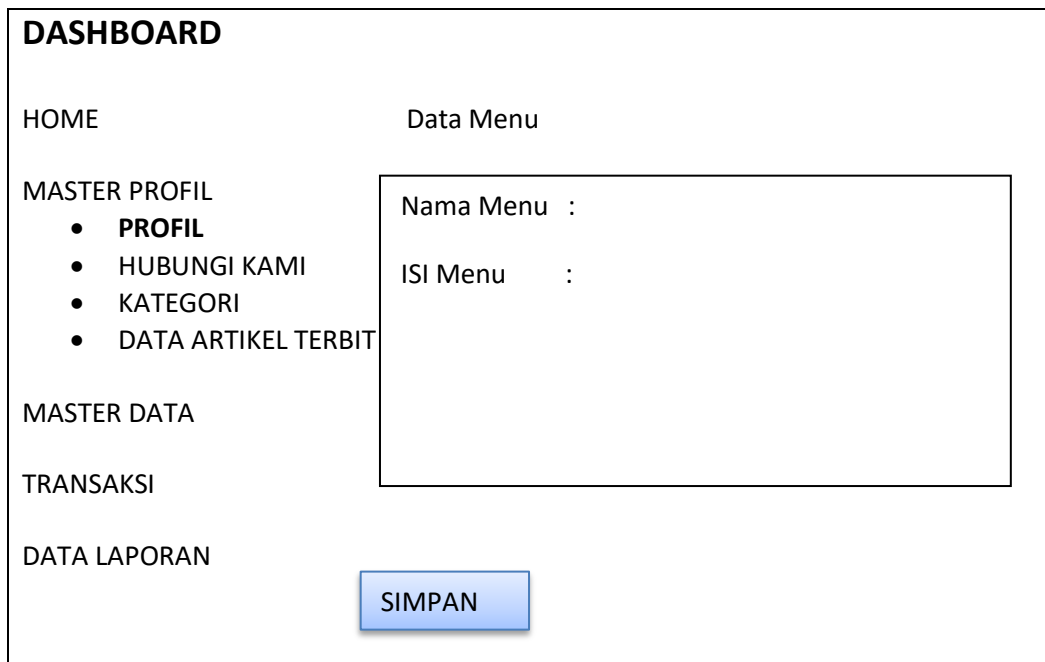 DASHBOARD
HOME
Data Menu
MASTER PROFIL
• PROFIL
• HUBUNGI KAMI
• KATEGORI
• DATA ARTIKEL TERBIT
MASTER DATA
TRANSAKSI
DATA LAPORAN
Nama Menu :
ISI Menu :
SIMPAN